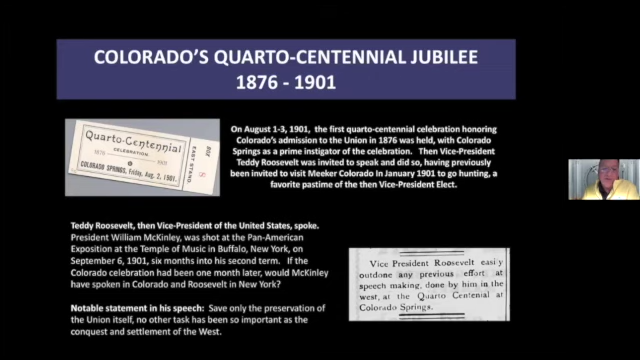 COLORADO'S QUARTO-CENTENNIAL JUBILEE
1876 - 1901
Quarto-Centennial
CELEBRATION
1876 1901
COLORADO SPRINGS, Friday, Aug. 2, 1901.
EAST STAND.
On August 1-3, 1901, the first quarto-centennial celebration honoring
Colorado's admission to the Union in 1876 was held, with Colorado
Springs as a prime instigator of the celebration. Then Vice-President
Teddy Roosevelt was invited to speak and did so, having previously
been invited to visit Meeker Colorado in January 1901 to go hunting, a
favorite pastime of the then Vice-President Elect.
Teddy Roosevelt, then Vice-President of the United States, spoke.
President William McKinley, was shot at the Pan-American
Exposition at the Temple of Music in Buffalo, New York, on
September 6, 1901, six months into his second term. If the
Colorado celebration had been one month later, would McKinley
have spoken in Colorado and Roosevelt in New York?
Notable statement in his speech: Save only the preservation of
the Union itself, no other task has been so important as the
conquest and settlement of the West.
Vice President Roosevelt easily
outdone any previous effort at
speech making, done by him in the
west, at the Quarto Centenial at
Colorado Springs.